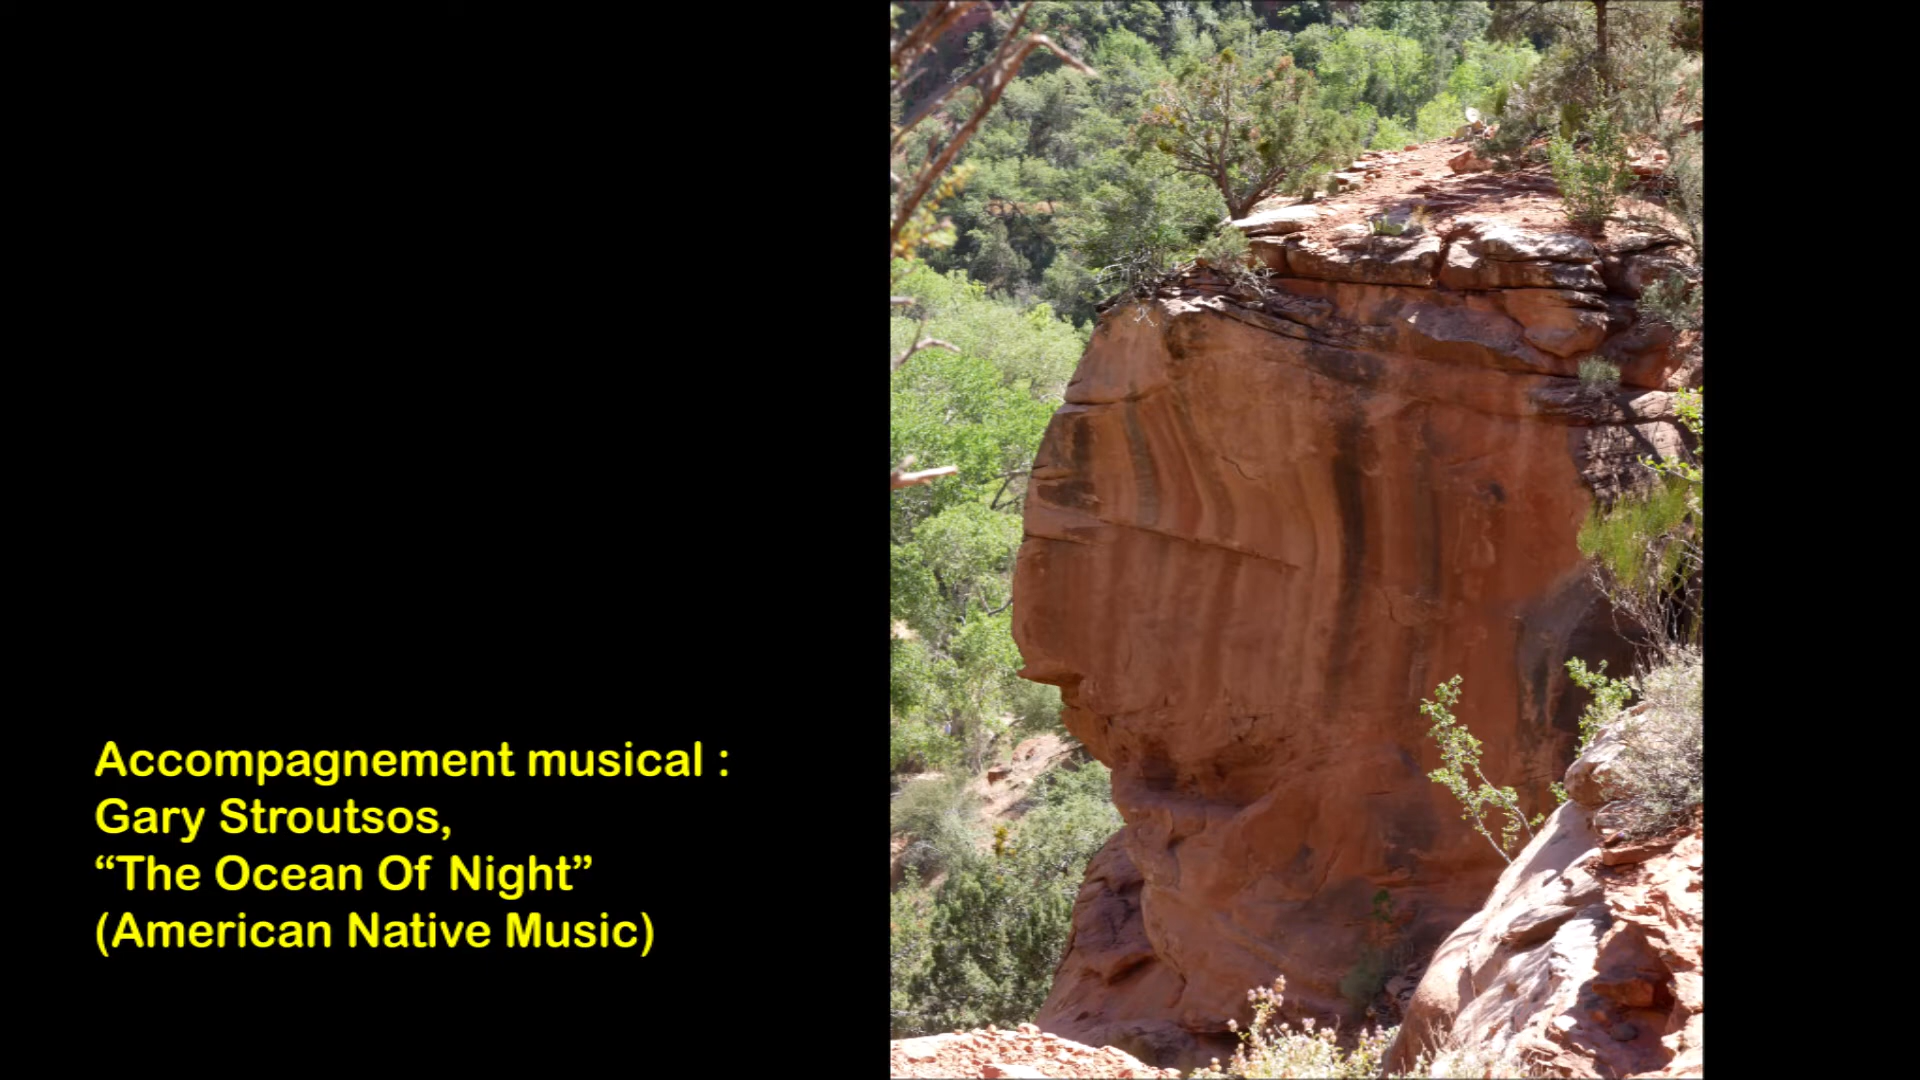 Accompagnement musical :
Gary Stroutsos,
“The Ocean Of Night”
(American Native Music)